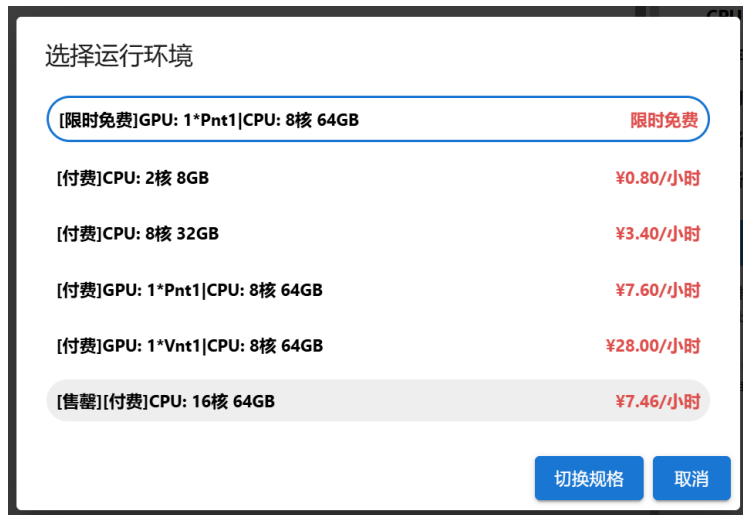 选择运行环境
[限时免费]GPU: 1*Pnt1|CPU: 8核 64GB 限时免费
[付费]CPU: 2核 8GB ¥0.80/小时
[付费]CPU: 8核 32GB ¥3.40/小时
[付费]GPU: 1*Pnt1|CPU: 8核 64GB ¥7.60/小时
[付费]GPU: 1*Vnt1|CPU: 8核 64GB ¥28.00/小时
[售罄][付费]CPU: 16核 64GB ¥7.46/小时
切换规格 取消